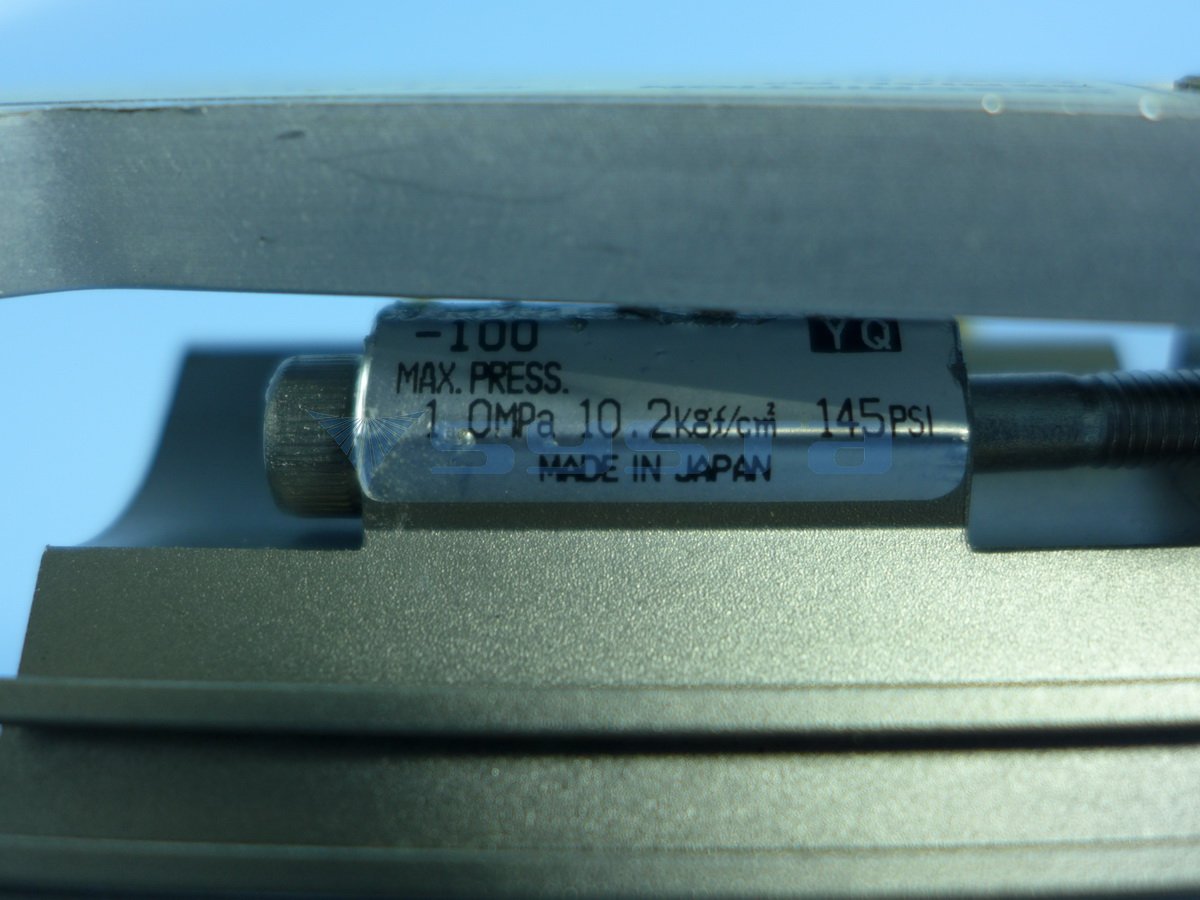 -100 YQ
MAX. PRESS.
1.0MPa 10.2kgf/cm² 145PSI
MADE IN JAPAN